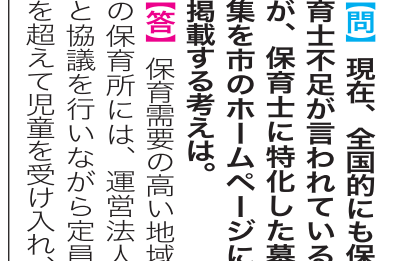 【問】 現在、全国的にも保
育士不足が言われている
が、保育士に特化した募
集を市のホームページに
掲載する考えは。
【答】 保育需要の高い地域
の保育所には、運営法人
と協議を行いながら定員
を超えて児童を受け入れ、